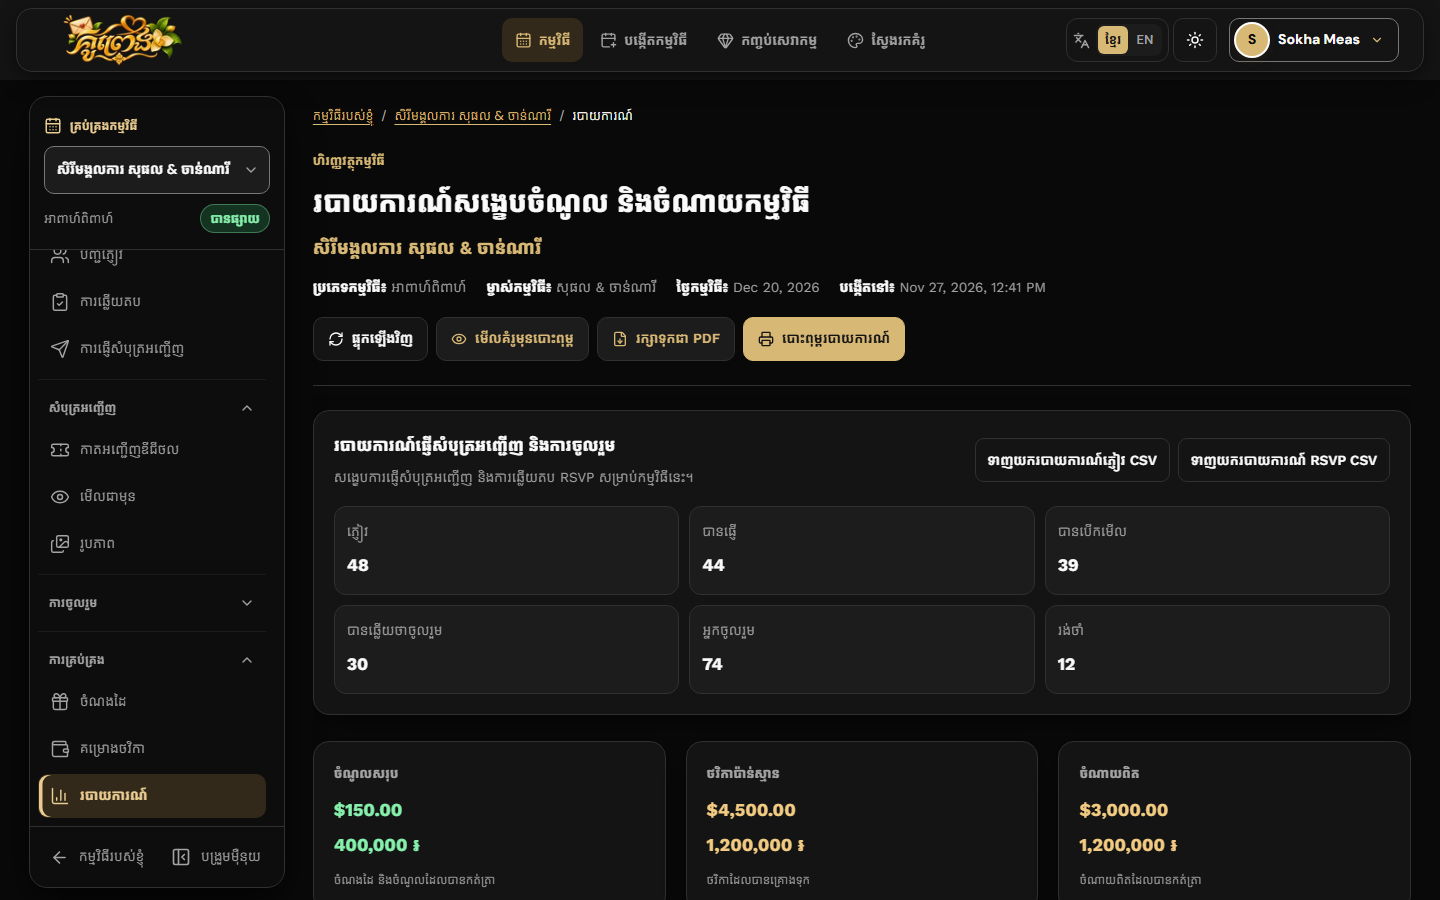 គូព្រេង
កម្មវិធី
បង្កើតកម្មវិធី
កញ្ចប់សេវាកម្ម
ស្វែងរកគំរូ
ខ្មែរ
EN
S
Sokha Meas
គ្រប់គ្រងកម្មវិធី
សិរីមង្គលការ សុផល & ចាន់ណារី
អាពាហ៍ពិពាហ៍
បានផ្សាយ
បញ្ជីភ្ញៀវ
ការឆ្លើយតប
ការផ្ញើសំបុត្រអញ្ជើញ
សំបុត្រអញ្ជើញ
កាតអញ្ជើញឌីជីថល
មើលជាមុន
រូបភាព
ការចូលរួម
ការគ្រប់គ្រង
ចំណងដៃ
គម្រោងថវិកា
របាយការណ៍
កម្មវិធីរបស់ខ្ញុំ
បង្រួមម៉ឺនុយ
កម្មវិធីរបស់ខ្ញុំ / សិរីមង្គលការ សុផល & ចាន់ណារី / របាយការណ៍
ហិរញ្ញវត្ថុកម្មវិធី
របាយការណ៍សង្ខេបចំណូល និងចំណាយកម្មវិធី
សិរីមង្គលការ សុផល & ចាន់ណារី
ប្រភេទកម្មវិធី៖ អាពាហ៍ពិពាហ៍ ម្ចាស់កម្មវិធី៖ សុផល & ចាន់ណារី ថ្ងៃកម្មវិធី៖ Dec 20, 2026 បង្កើតនៅ៖ Nov 27, 2026, 12:41 PM
ផ្ទុកឡើងវិញ
មើលគំរូមុនបោះពុម្ព
រក្សាទុកជា PDF
បោះពុម្ពរបាយការណ៍
របាយការណ៍ផ្ញើសំបុត្រអញ្ជើញ និងការចូលរួម
សង្ខេបការផ្ញើសំបុត្រអញ្ជើញ និងការឆ្លើយតប RSVP សម្រាប់កម្មវិធីនេះ។
ទាញយករបាយការណ៍ភ្ញៀវ CSV
ទាញយករបាយការណ៍ RSVP CSV
ភ្ញៀវ
48
បានផ្ញើ
44
បានបើកមើល
39
បានឆ្លើយថាចូលរួម
30
អ្នកចូលរួម
74
រង់ចាំ
12
ចំណូលសរុប
$150.00
400,000 ៛
ចំណងដៃ និងចំណូលដែលបានកត់ត្រា
ថវិកាប៉ាន់ស្មាន
$4,500.00
1,200,000 ៛
ថវិកាដែលបានគ្រោងទុក
ចំណាយពិត
$3,000.00
1,200,000 ៛
ចំណាយពិតដែលបានកត់ត្រា